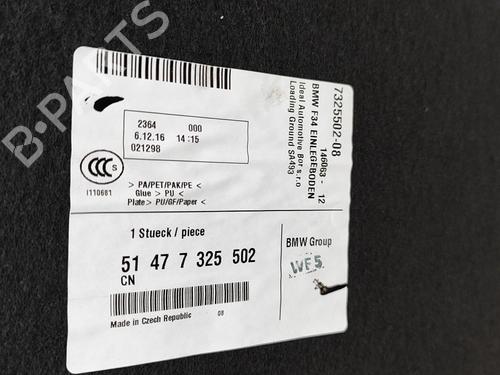 B-PARTS
2364 000
6.12.16 14:15
021298
CCC
I110681
> PA/PET/PAK/PE <
Glue > PU <
Plate > PU/GF/Paper <
7325502-08
146063 - 12
BMW F34 EINLEGEBODEN
Ideal Automotive Bor s.r.o
Loading Ground SA493
1 Stueck / piece
51 47 7 325 502
CN
Made in Czech Republic 08
BMW Group
WE5